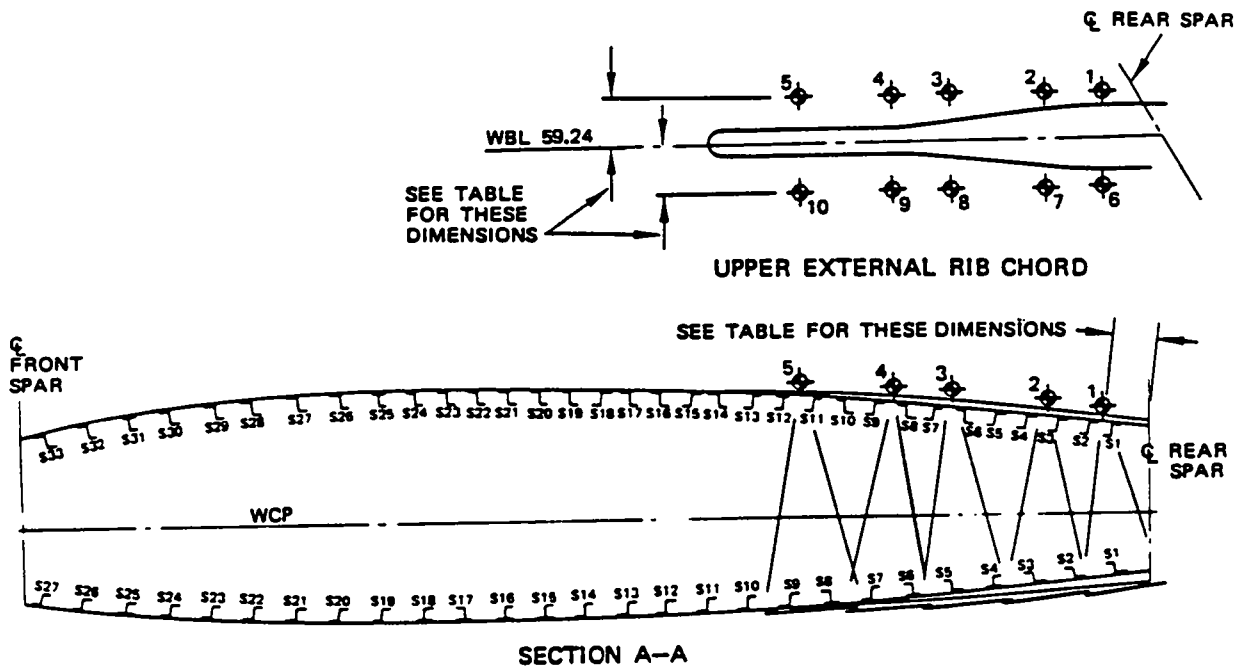 ℄ REAR SPAR
5 4 3 2 1
WBL 59.24
SEE TABLE
FOR THESE
DIMENSIONS
10 9 8 7 6
UPPER EXTERNAL RIB CHORD
SEE TABLE FOR THESE DIMENSIONS
℄
FRONT
SPAR
5 4 3 2 1
S33 S32 S31 S30 S29 S28 S27 S26 S25 S24 S23 S22 S21 S20 S19 S18 S17 S16 S15 S14 S13 S12 S11 S10 S9 S8 S7 S6 S5 S4 S3 S2 S1
℄ REAR
SPAR
WCP
S27 S26 S25 S24 S23 S22 S21 S20 S19 S18 S17 S16 S15 S14 S13 S12 S11 S10 S9 S8 S7 S6 S5 S4 S3 S2 S1
SECTION A-A